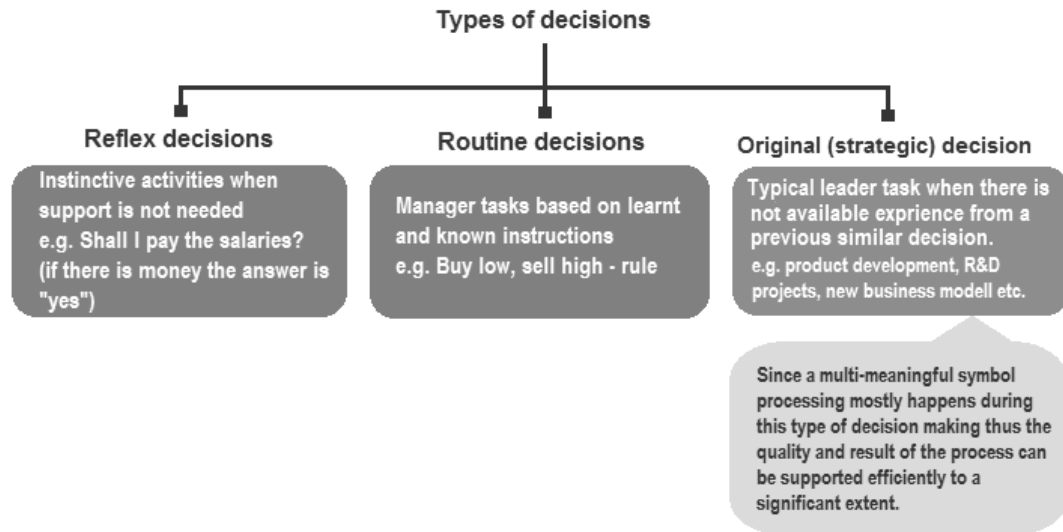 Types of decisions
Reflex decisions
Instinctive activities when
support is not needed
e.g. Shall I pay the salaries?
(if there is money the answer is
"yes")
Routine decisions
Manager tasks based on learnt
and known instructions
e.g. Buy low, sell high - rule
Original (strategic) decision
Typical leader task when there is
not available exprience from a
previous similar decision.
e.g. product development, R&D
projects, new business modell etc.
Since a multi-meaningful symbol
processing mostly happens during
this type of decision making thus the
quality and result of the process can
be supported efficiently to a
significant extent.